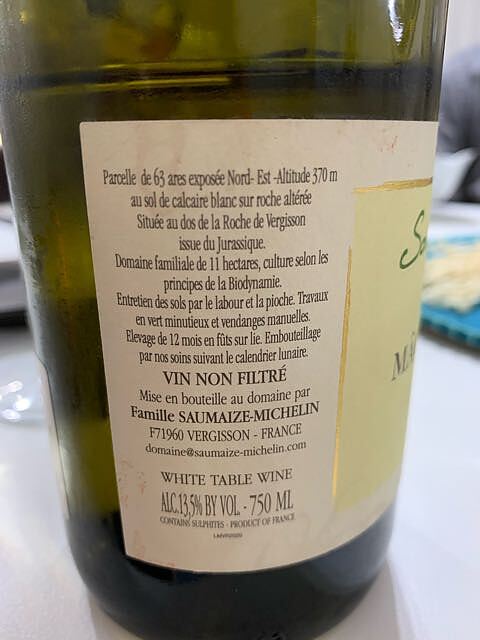 Parcelle de 63 ares exposée Nord- Est -Altitude 370 m
au sol de calcaire blanc sur roche altérée
Située au dos de la Roche de Vergisson
issue du Jurassique.
Domaine familiale de 11 hectares, culture selon les
principes de la Biodynamie.
Entretien des sols par le labour et la pioche. Travaux
en vert minutieux et vendanges manuelles.
Elevage de 12 mois en fûts sur lie. Embouteillage
par nos soins suivant le calendrier lunaire.
VIN NON FILTRÉ
Mise en bouteille au domaine par
Famille SAUMAIZE-MICHELIN
F71960 VERGISSON - FRANCE
domaine@saumaize-michelin.com
WHITE TABLE WINE
ALC.13,5% BY VOL. - 750 ML
CONTAINS SULPHITES - PRODUCT OF FRANCE